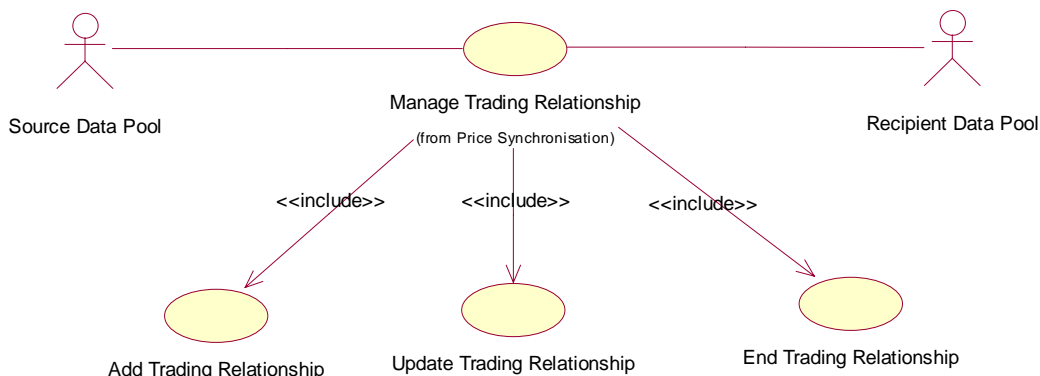 Source Data Pool
Manage Trading Relationship
(from Price Synchronisation)
Recipient Data Pool
<<include>>
<<include>>
<<include>>
Add Trading Relationship
Update Trading Relationship
End Trading Relationship